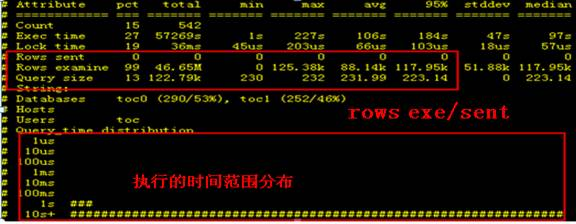 # Attribute pct total min max avg 95% stddev median
# Count 15 542
# Exec time 27 57269s 1s 227s 106s 184s 47s 97s
# Lock time 19 36ms 45us 203us 66us 103us 18us 57us
# Rows sent 0 0 0 0 0 0 0 0
# Rows examine 99 46.65M 0 125.38k 88.14k 117.95k 51.88k 117.95k
# Query size 13 122.79k 230 232 231.99 223.14 0 223.14
# String:
# Databases toc0 (290/53%), toc1 (252/46%)
# Hosts
# Users toc
rows exe/sent
# Query_time distribution
# 1us
# 10us
# 100us
# 1ms
执行的时间范围分布
# 10ms
# 100ms
# 1s ###
# 10s+ ################################################################